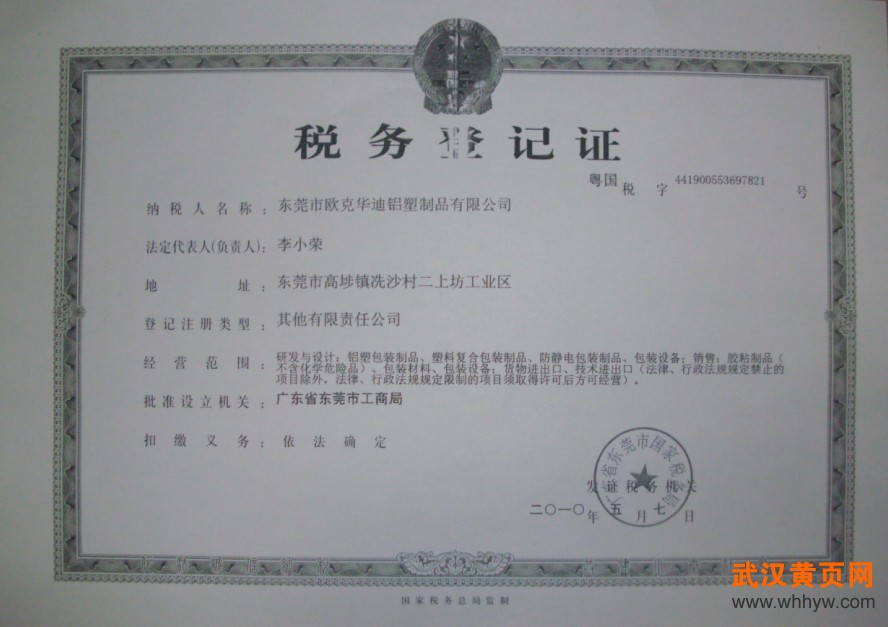 税务登记证
粤国税字 441900553697821 号
纳税人名称：东莞市欧克华迪铝塑制品有限公司
法定代表人(负责人)：李小荣
地址：东莞市高埗镇冼沙村二上坊工业区
登记注册类型：其他有限责任公司
经营范围：研发与设计：铝塑包装制品、塑料复合包装制品、防静电包装制品、包装设备；销售：胶粘制品（
不含化学危险品）、包装材料、包装设备；货物进出口、技术进出口（法律、行政法规规定禁止的
项目除外，法律、行政法规规定限制的项目须取得许可后方可经营）。
批准设立机关：广东省东莞市工商局
扣缴义务：依法确定
广东省东莞市国家税务局
发证税务机关
二〇一〇年五月七日
国家税务总局监制
武汉黄页网
www.whhyw.com